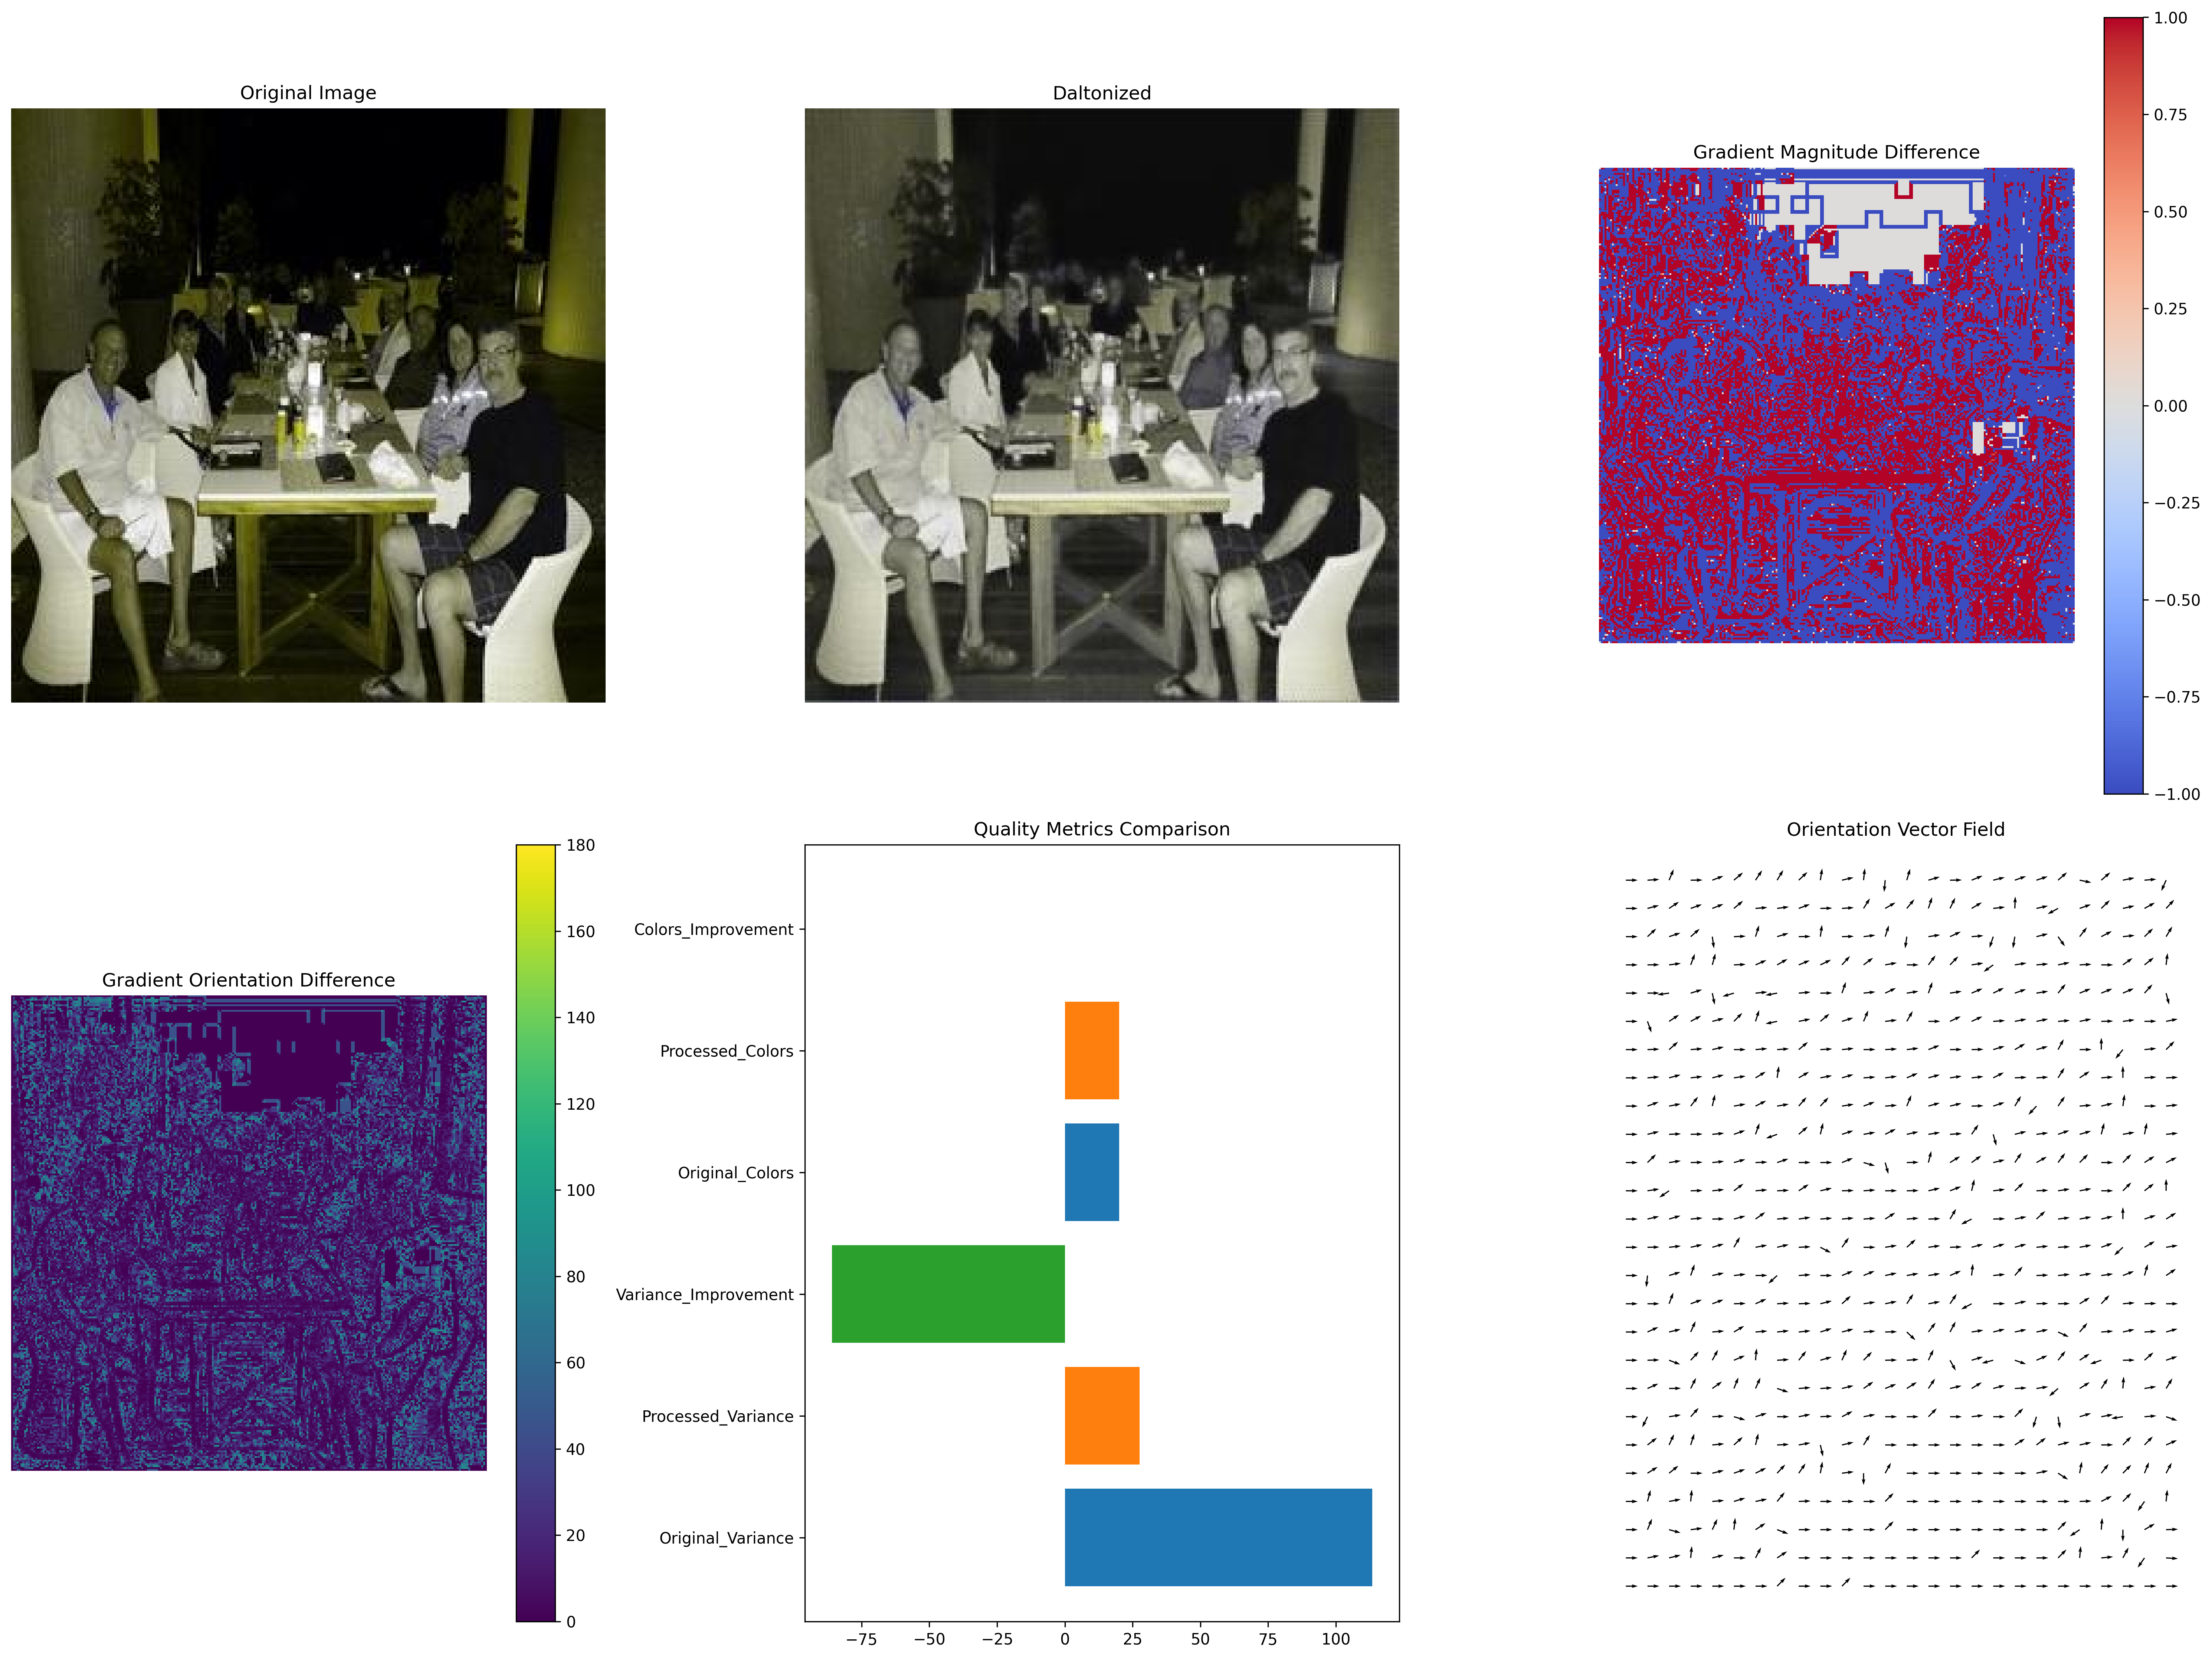 Original Image
Daltonized
Gradient Magnitude Difference
1.00
0.75
0.50
0.25
0.00
−0.25
−0.50
−0.75
−1.00
Gradient Orientation Difference
180
160
140
120
100
80
60
40
20
0
Quality Metrics Comparison
Colors_Improvement
Processed_Colors
Original_Colors
Variance_Improvement
Processed_Variance
Original_Variance
−75 −50 −25 0 25 50 75 100
Orientation Vector Field